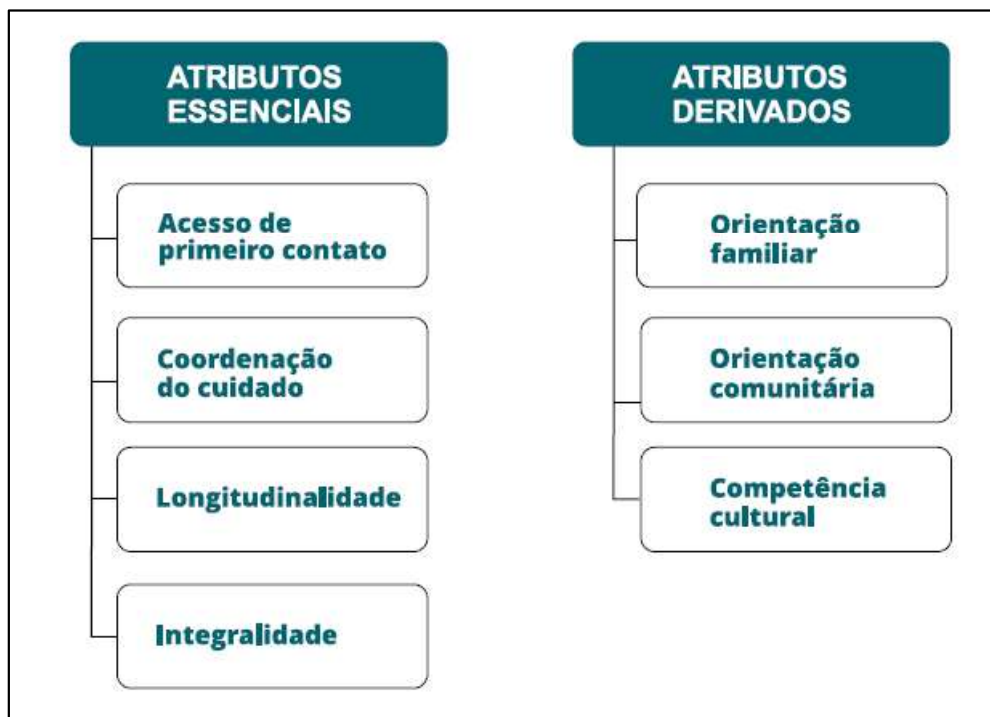 ATRIBUTOS
ESSENCIAIS
Acesso de
primeiro contato
Coordenação
do cuidado
Longitudinalidade
Integralidade
ATRIBUTOS
DERIVADOS
Orientação
familiar
Orientação
comunitária
Competência
cultural